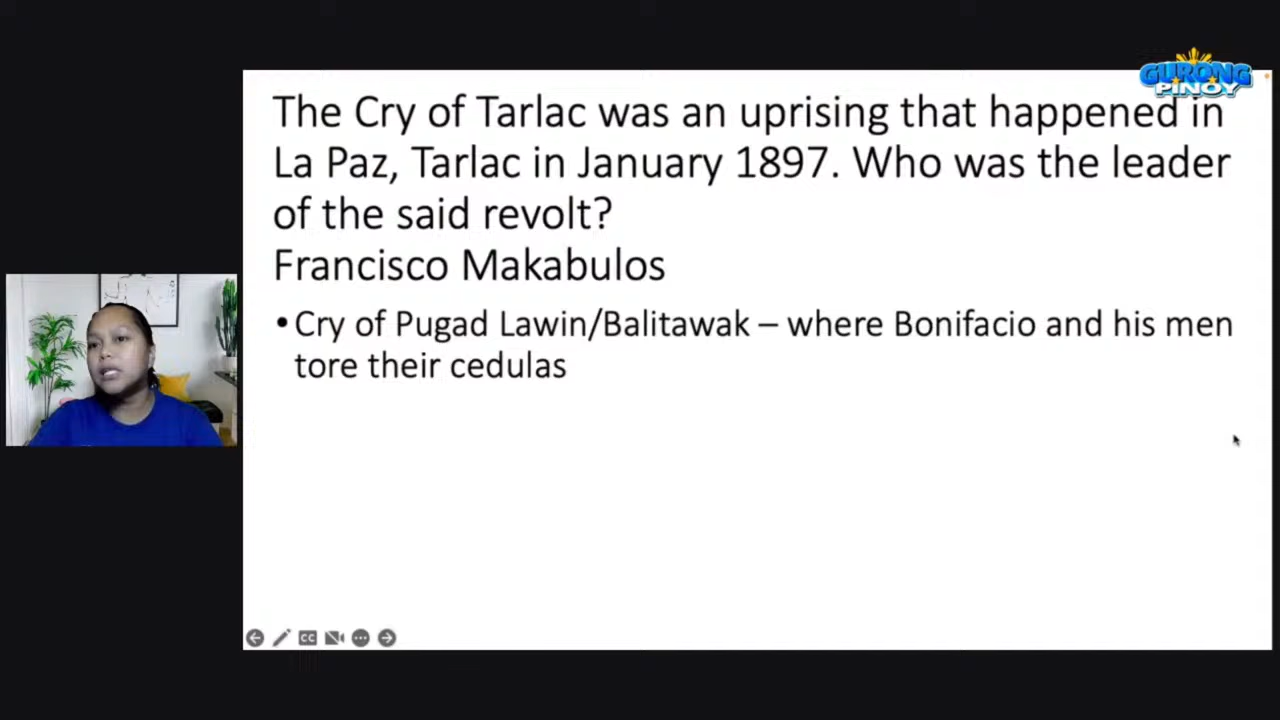 GURONG
PINOY
The Cry of Tarlac was an uprising that happened in
La Paz, Tarlac in January 1897. Who was the leader
of the said revolt?
Francisco Makabulos
• Cry of Pugad Lawin/Balitawak – where Bonifacio and his men
tore their cedulas
CC